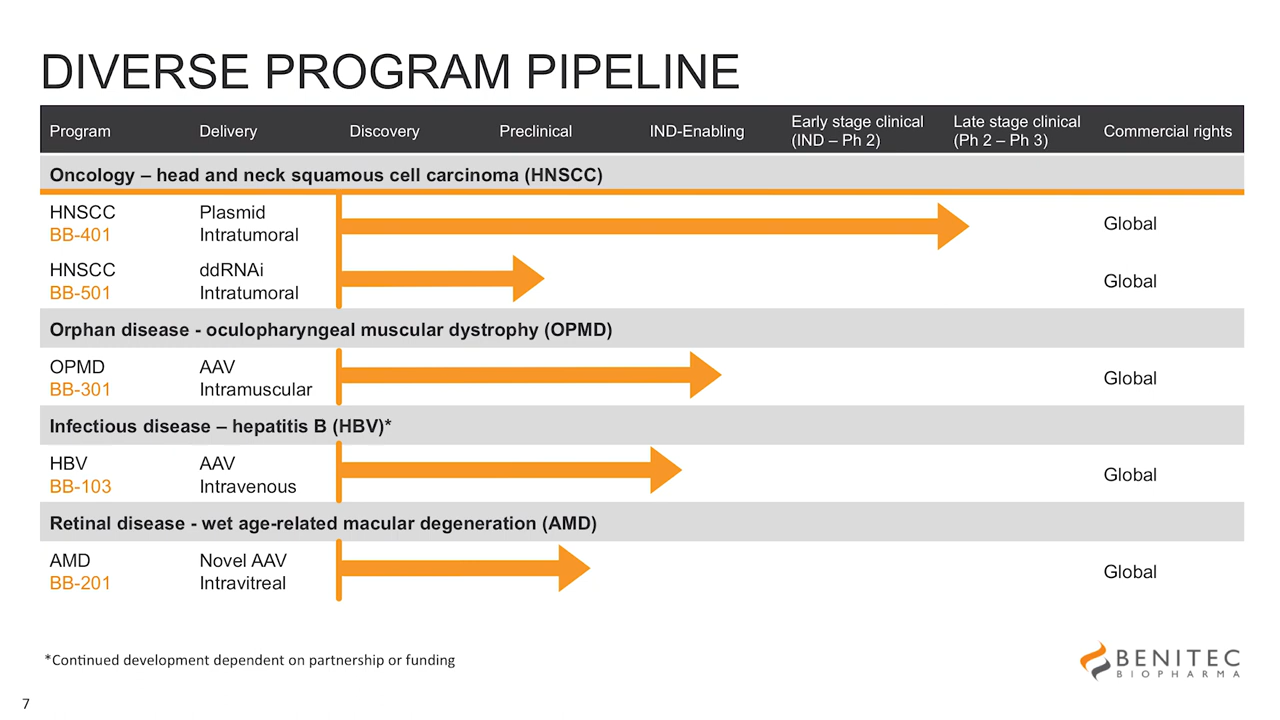 DIVERSE PROGRAM PIPELINE
Program Delivery Discovery Preclinical IND-Enabling Early stage clinical (IND – Ph 2) Late stage clinical (Ph 2 – Ph 3) Commercial rights
Oncology – head and neck squamous cell carcinoma (HNSCC)
HNSCC Plasmid
BB-401 Intratumoral
Global
HNSCC ddRNAi
BB-501 Intratumoral
Global
Orphan disease - oculopharyngeal muscular dystrophy (OPMD)
OPMD AAV
BB-301 Intramuscular
Global
Infectious disease – hepatitis B (HBV)*
HBV AAV
BB-103 Intravenous
Global
Retinal disease - wet age-related macular degeneration (AMD)
AMD Novel AAV
BB-201 Intravitreal
Global
*Continued development dependent on partnership or funding
BENITEC
BIOPHARMA
7